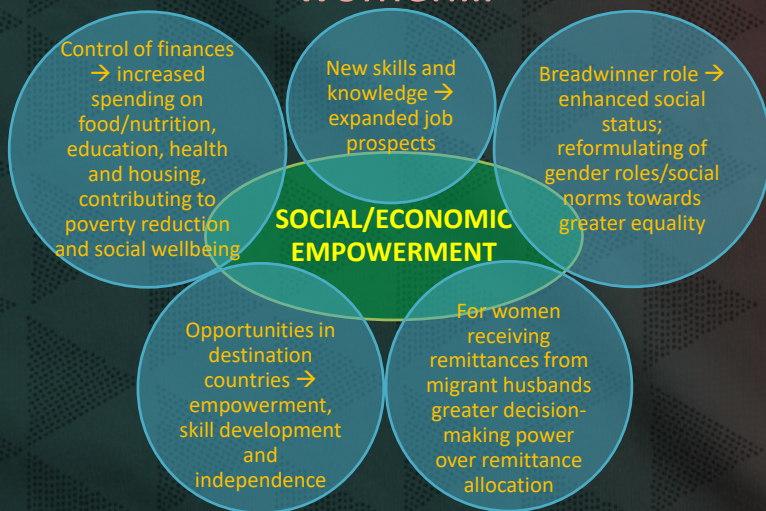 Control of finances
→ increased
spending on
food/nutrition,
education, health
and housing,
contributing to
poverty reduction
and social wellbeing
New skills and
knowledge →
expanded job
prospects
Breadwinner role →
enhanced social
status;
reformulating of
gender roles/social
norms towards
greater equality
SOCIAL/ECONOMIC
EMPOWERMENT
Opportunities in
destination
countries →
empowerment,
skill development
and
independence
For women
receiving
remittances from
migrant husbands
greater decision-
making power
over remittance
allocation